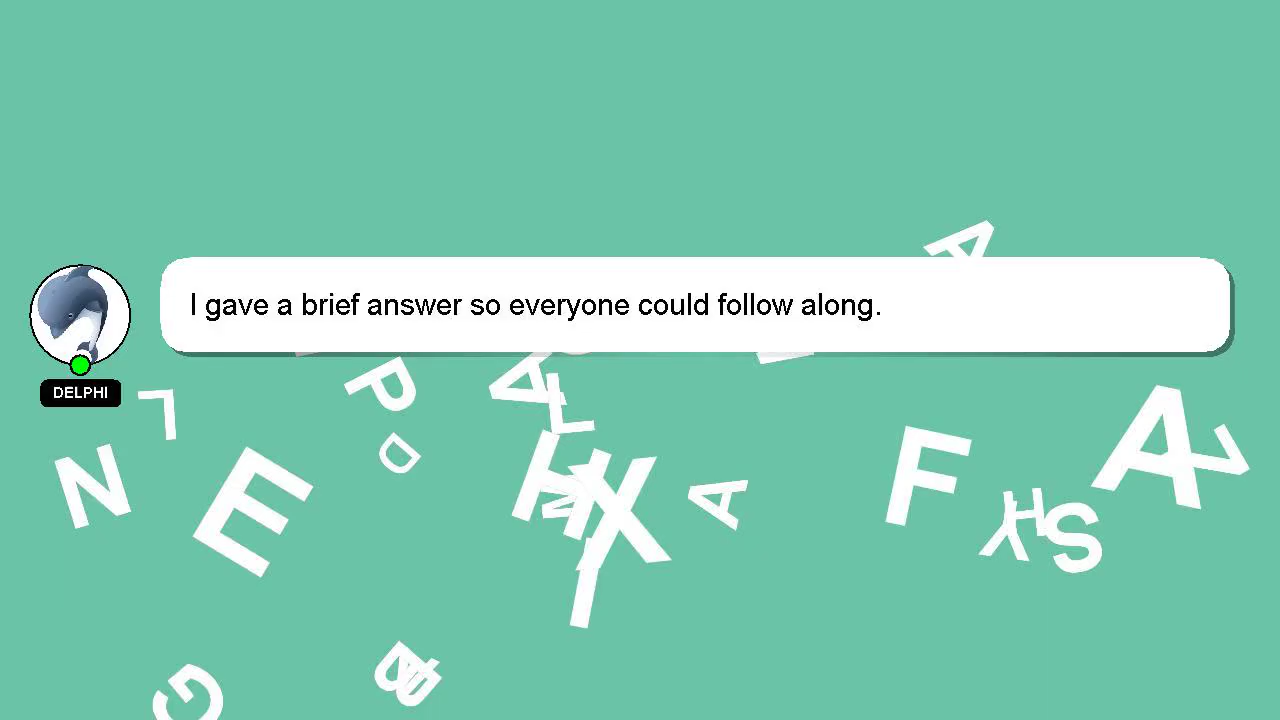 I gave a brief answer so everyone could follow along.
DELPHI
A
P
A
L
L
D
N
E
H
X
N
A
F
A
Z
H
Y
S
I
G
B